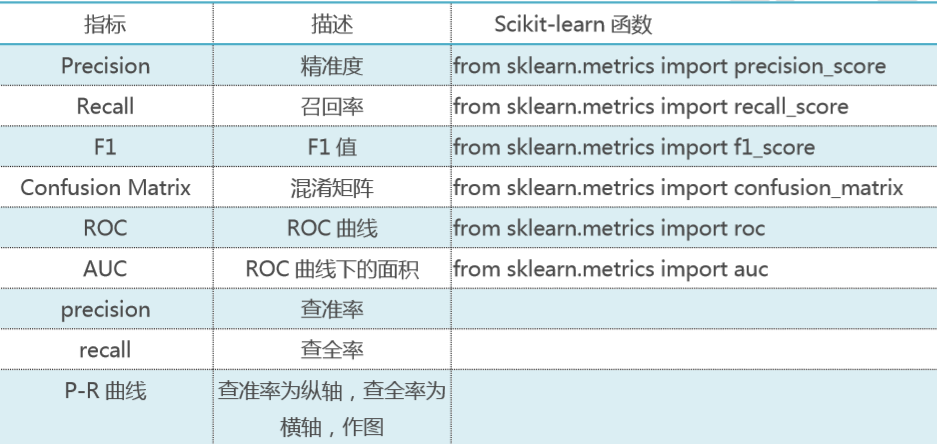 指标 描述 Scikit-learn 函数
Precision 精准度 from sklearn.metrics import precision_score
Recall 召回率 from sklearn.metrics import recall_score
F1 F1 值 from sklearn.metrics import f1_score
Confusion Matrix 混淆矩阵 from sklearn.metrics import confusion_matrix
ROC ROC 曲线 from sklearn.metrics import roc
AUC ROC 曲线下的面积 from sklearn.metrics import auc
precision 查准率
recall 查全率
P-R 曲线 查准率为纵轴，查全率为
横轴，作图